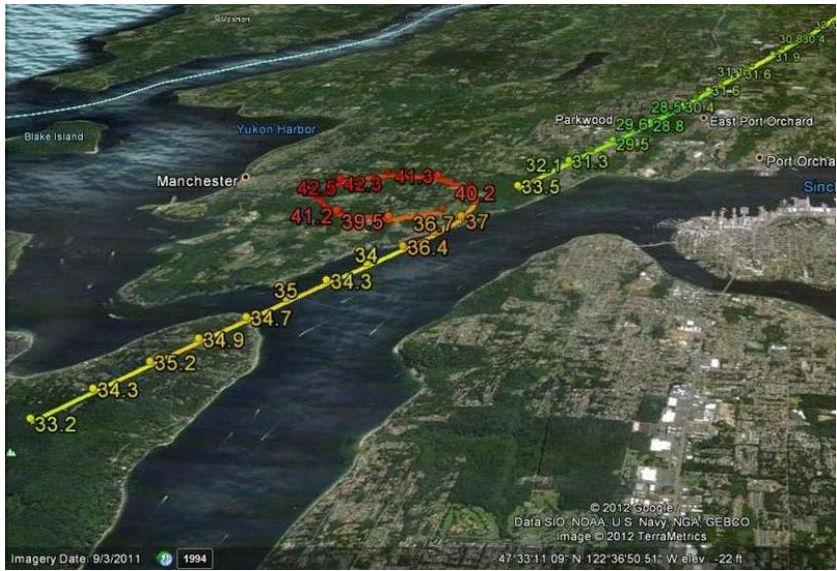 32.9
30.8 30.4
31.9
31.1 31.6
31.6
28.5 30.4
Parkwood 29.6 28.8 East Port Orchard
29.5
Blake Island
Yukon Harbor
32.1 31.3
Port Orcha
Manchester
42.5 42.3 41.3
33.5
40.2
Sincl
41.2 39.5 36.7 37
36.4
34
34.3
35
34.7
34.9
35.2
34.3
33.2
© 2012 Google
Data SIO, NOAA, U.S. Navy, NGA, GEBCO
Image © 2012 TerraMetrics
Imagery Date: 9/3/2011 1994 47°33'11.09" N 122°36'50.51" W elev -22 ft